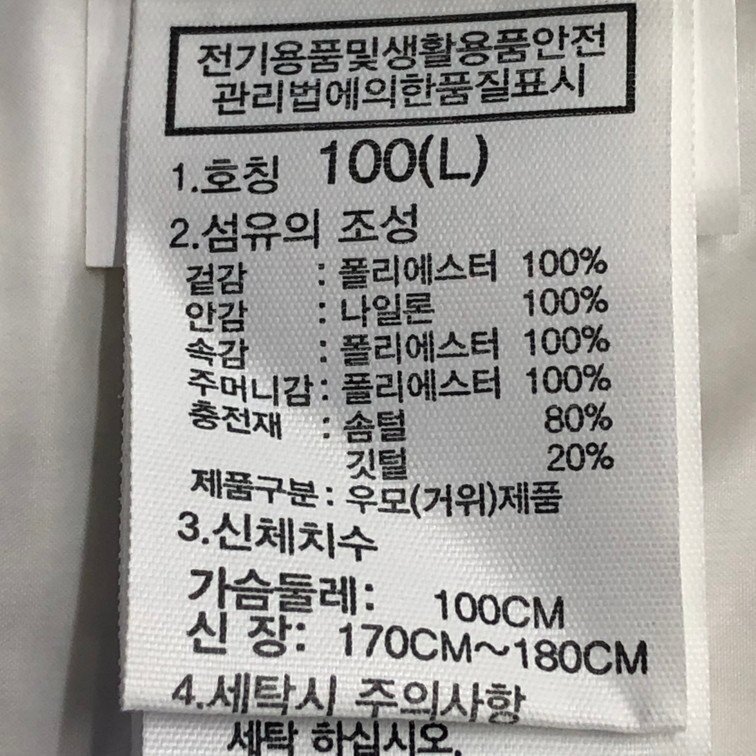 전기용품및생활용품안전
관리법에의한품질표시
1.호칭 100(L)
2.섬유의 조성
겉감 : 폴리에스터 100%
안감 : 나일론 100%
속감 : 폴리에스터 100%
주머니감 : 폴리에스터 100%
충전재 : 솜털 80%
깃털 20%
제품구분 : 우모(거위)제품
3.신체치수
가슴둘레: 100CM
신 장: 170CM~180CM
4.세탁시 주의사항
세탁 하십시오.